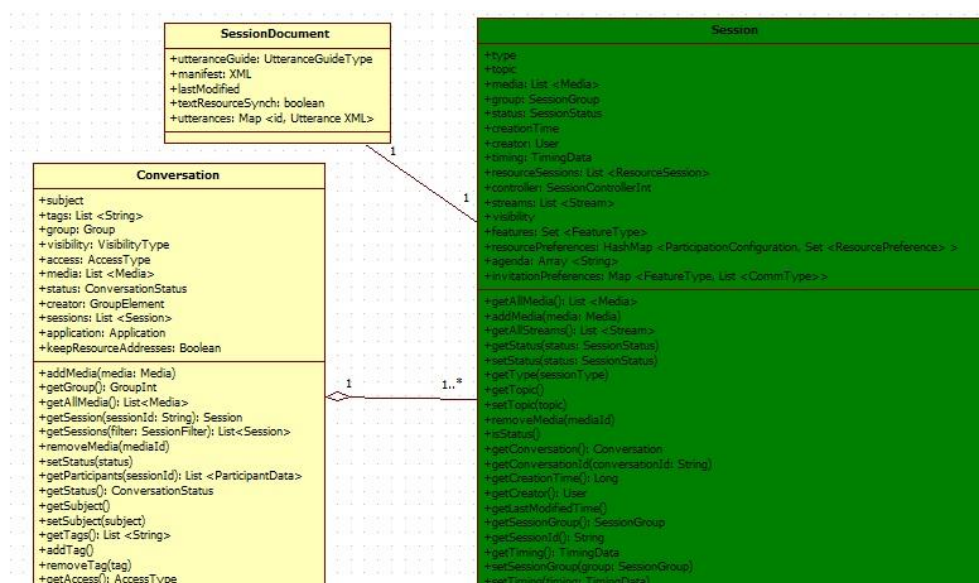 SessionDocument
+utteranceGuide: UtteranceGuideType
+manifest: XML
+lastModified
+textResourceSynch: boolean
+utterances: Map <id, Utterance XML>
1
1
Conversation
+subject
+tags: List <String>
+group: Group
+visibility: VisibilityType
+access: AccessType
+media: List <Media>
+status: ConversationStatus
+creator: GroupElement
+sessions: List <Session>
+application: Application
+keepResourceAddresses: Boolean
+addMedia(media: Media)
+getGroup(): GroupInt
+getAllMedia(): List<Media>
+getSession(sessionId: String): Session
+getSessions(filter: SessionFilter): List<Session>
+removeMedia(mediaId)
+setStatus(status)
+getParticipants(sessionId): List <ParticipantData>
+getStatus(): ConversationStatus
+getSubject()
+setSubject(subject)
+getTags(): List <String>
+addTag()
+removeTag(tag)
+getAccess(): AccessType
1
1..*
Session
+type
+topic
+media: List <Media>
+group: SessionGroup
+status: SessionStatus
+creationTime
+creator: User
+timing: TimingData
+resourceSessions: List <ResourceSession>
+controller: SessionControllerInt
+streams: List <Stream>
+visibility
+features: Set <FeatureType>
+resourcePreferences: HashMap <ParticipationConfiguration, Set <ResourcePreference> >
+agenda: Array <String>
+invitationPreferences: Map <FeatureType, List <CommType>>
+getAllMedia(): List <Media>
+addMedia(media: Media)
+getAllStreams(): List <Stream>
+getStatus(status: SessionStatus)
+setStatus(status: SessionStatus)
+getType(sessionType)
+getTopic()
+setTopic(topic)
+removeMedia(mediaId)
+isStatus()
+getConversation(): Conversation
+getConversationId(conversationId: String)
+getCreationTime(): Long
+getCreator(): User
+getLastModifiedTime()
+getSessionGroup(): SessionGroup
+getSessionId(): String
+getTiming(): TimingData
+setSessionGroup(group: SessionGroup)
+setTiming(timing: TimingData)